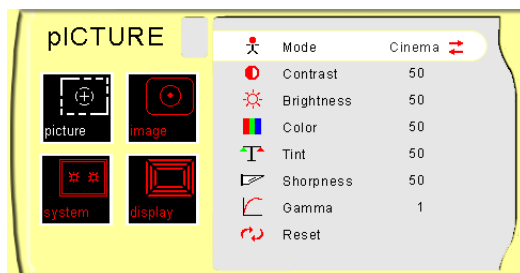 pICTURE
picture
image
system
display
Mode Cinema
Contrast 50
Brightness 50
Color 50
Tint 50
Shorpness 50
Gamma 1
Reset